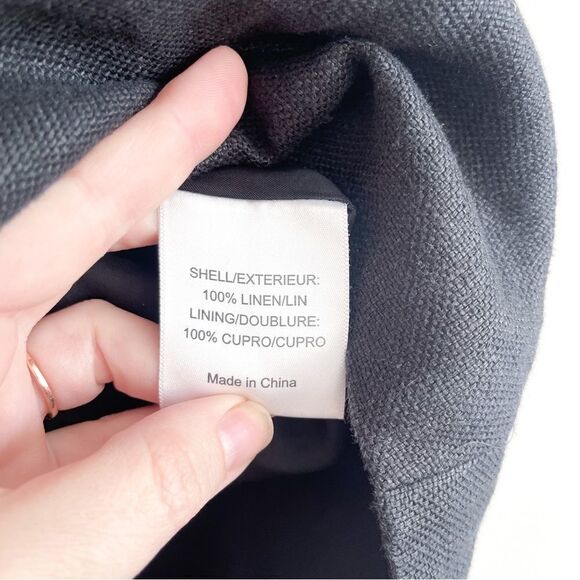 SHELL/EXTERIEUR:
100% LINEN/LIN
LINING/DOUBLURE:
100% CUPRO/CUPRO
Made in China